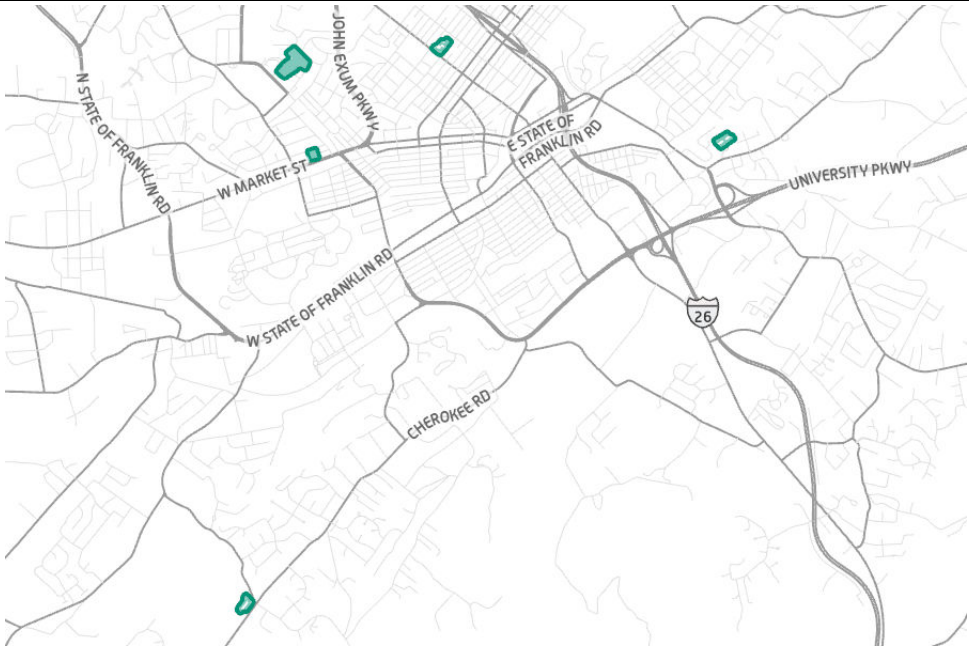 JOHN EXUM PKWY
N STATE OF FRANKLIN RD
E STATE OF
FRANKLIN RD
W MARKET ST
UNIVERSITY PKWY
W STATE OF FRANKLIN RD
26
CHEROKEE RD